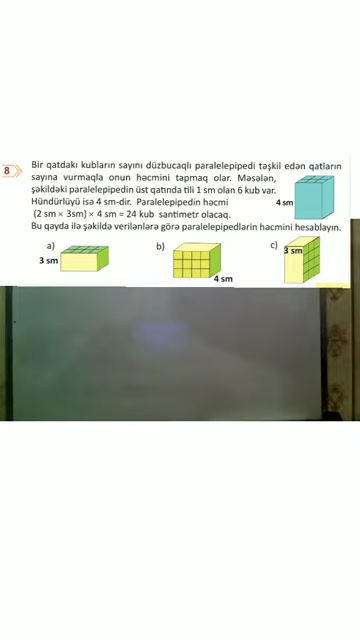 8
Bir qatdakı kubların sayını düzbucaqlı paralelepipedi təşkil edən qatların
sayına vurmaqla onun həcmini tapmaq olar. Məsələn,
şəkildəki paralelepipedin üst qatında tili 1 sm olan 6 kub var.
Hündürlüyü isə 4 sm-dir. Paralelepipedin həcmi
4 sm
(2 sm × 3sm) × 4 sm = 24 kub santimetr olacaq.
Bu qayda ilə şəkildə verilənlərə görə paralelepipedlərin həcmini hesablayın.
a)
3 sm
b)
4 sm
c)
3 sm